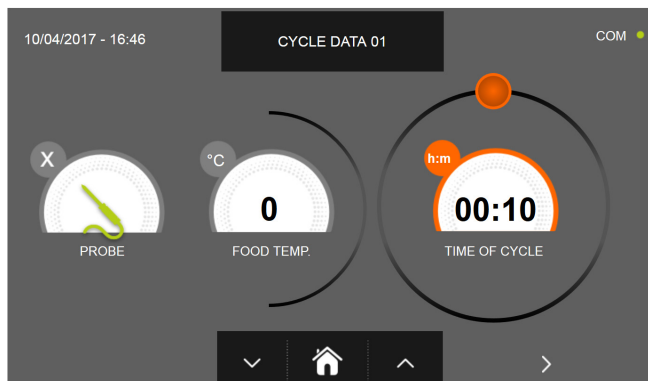 10/04/2017 - 16:46
CYCLE DATA 01
COM
X
°C
h:m
0
00:10
PROBE
FOOD TEMP.
TIME OF CYCLE